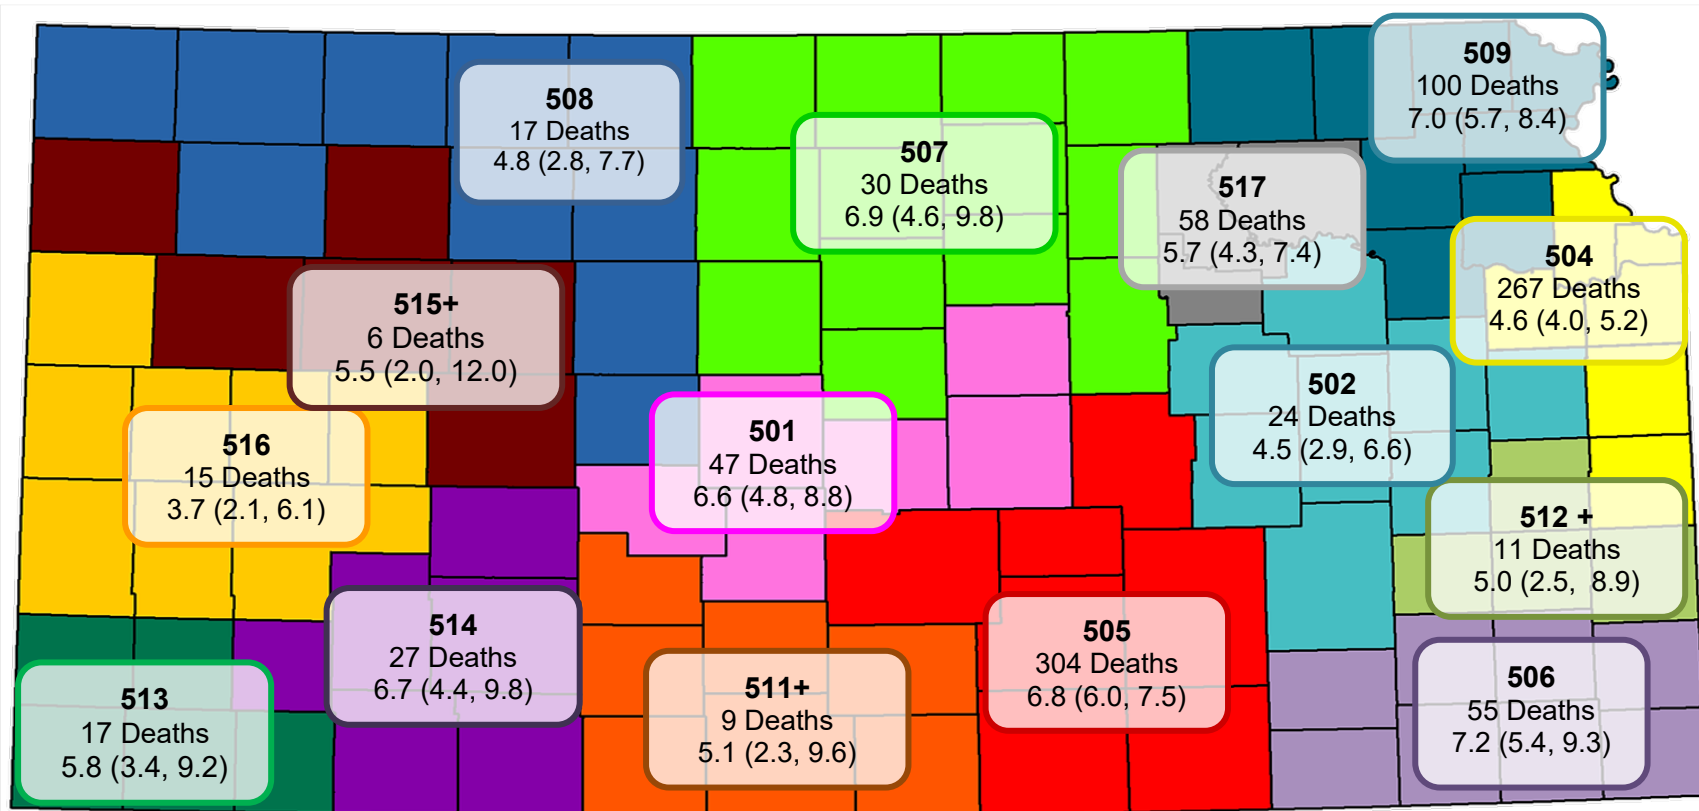 509
100 Deaths
7.0 (5.7, 8.4)
508
17 Deaths
4.8 (2.8, 7.7)
507
30 Deaths
6.9 (4.6, 9.8)
517
58 Deaths
5.7 (4.3, 7.4)
504
267 Deaths
4.6 (4.0, 5.2)
515+
6 Deaths
5.5 (2.0, 12.0)
502
24 Deaths
4.5 (2.9, 6.6)
516
15 Deaths
3.7 (2.1, 6.1)
501
47 Deaths
6.6 (4.8, 8.8)
512 +
11 Deaths
5.0 (2.5, 8.9)
514
27 Deaths
6.7 (4.4, 9.8)
505
304 Deaths
6.8 (6.0, 7.5)
513
17 Deaths
5.8 (3.4, 9.2)
511+
9 Deaths
5.1 (2.3, 9.6)
506
55 Deaths
7.2 (5.4, 9.3)